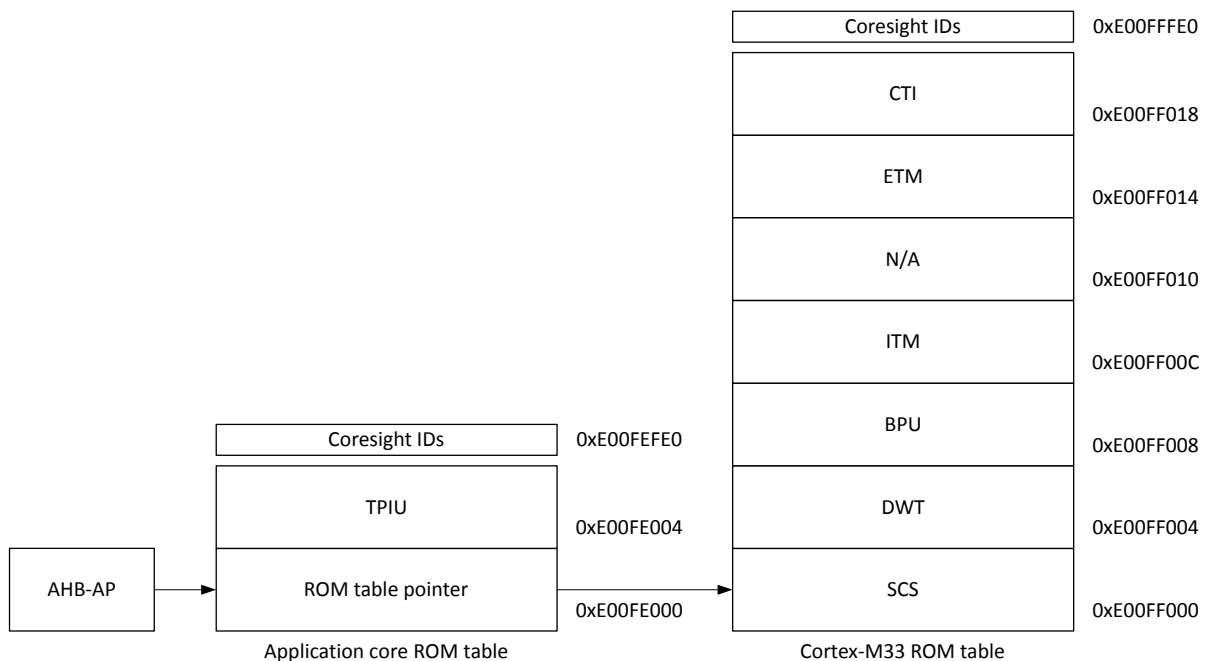 Coresight IDs 0xE00FFFE0
CTI
0xE00FF018
ETM
0xE00FF014
N/A
0xE00FF010
ITM
0xE00FF00C
BPU
0xE00FF008
Coresight IDs 0xE00FEFE0
TPIU
0xE00FE004
DWT
0xE00FF004
AHB-AP
ROM table pointer
0xE00FE000
SCS
0xE00FF000
Application core ROM table
Cortex-M33 ROM table